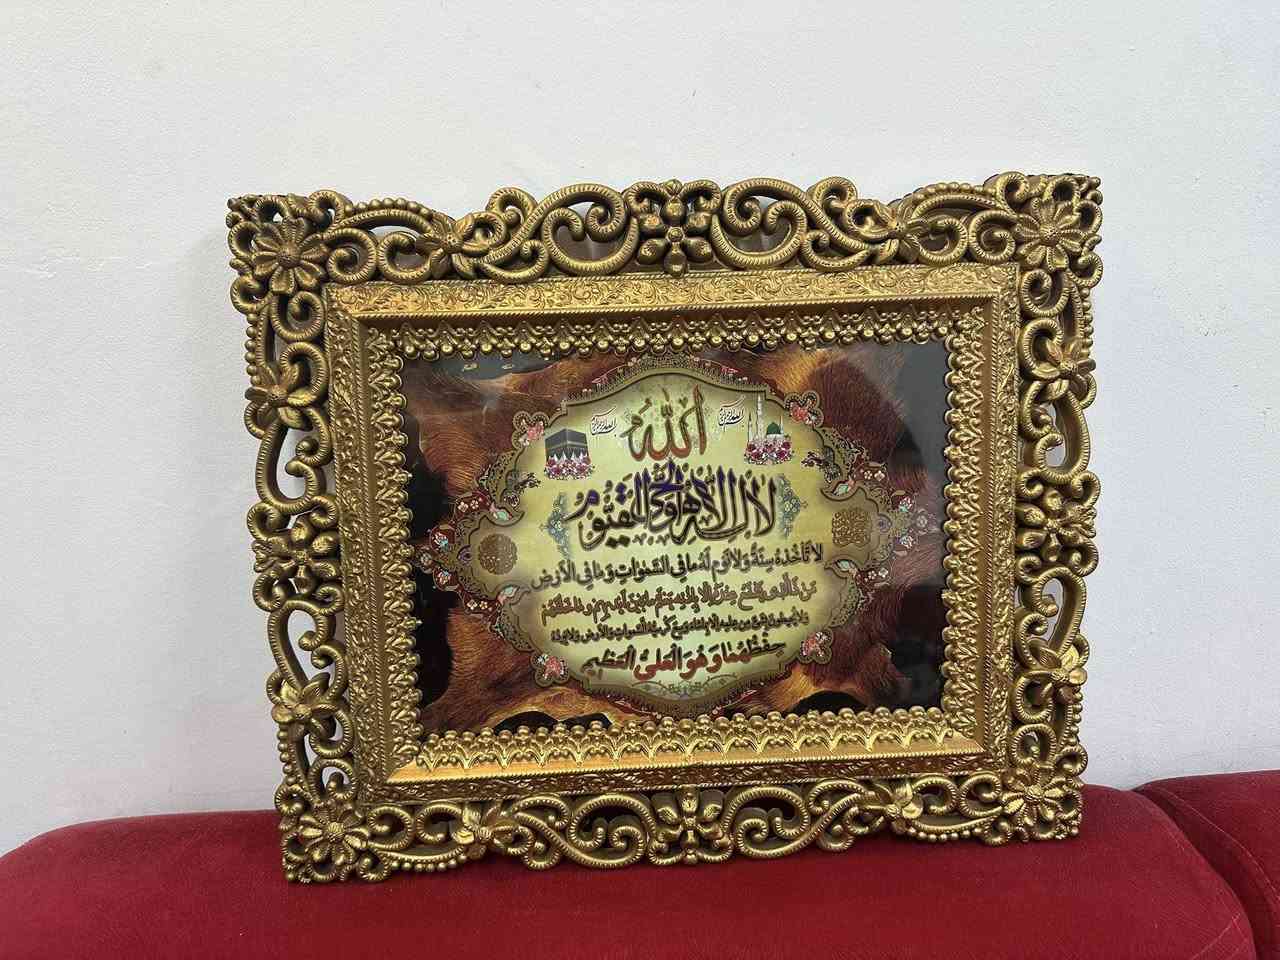 الله
لا إله إلا هو الحي القيوم
لا تأخذه سنة ولا نوم له ما في السموات وما في الأرض
من ذا الذي يشفع عنده إلا بإذنه يعلم ما بين أيديهم وما خلفهم
ولا يحيطون بشيء من علمه إلا بما شاء وسع كرسيه السموات والأرض ولا يؤده
حفظهما وهو العلي العظيم